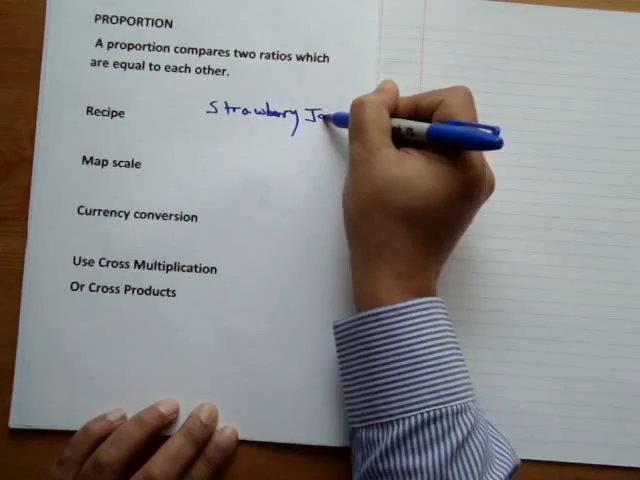 PROPORTION
A proportion compares two ratios which
are equal to each other.
Recipe Strawberry Ja
Map scale
Currency conversion
Use Cross Multiplication
Or Cross Products